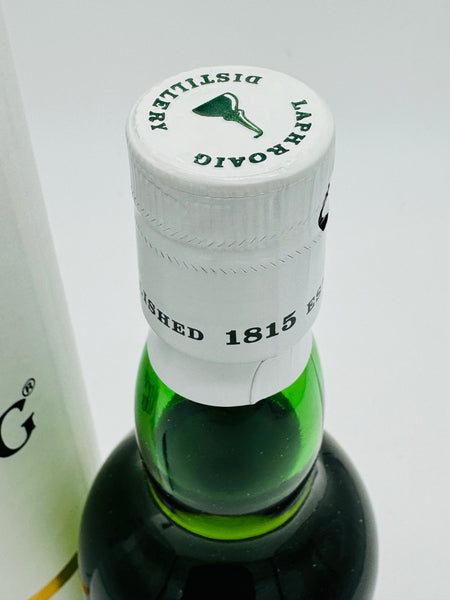 LAPHROAIG
DISTILLERY
ISHED 1815 ES
G®